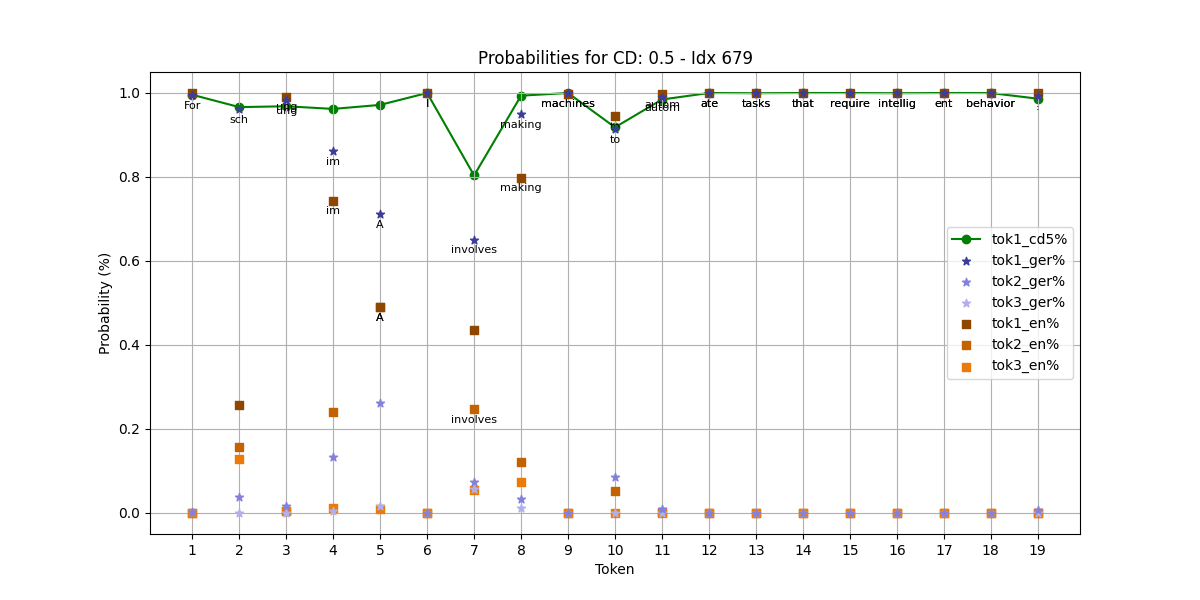 Probabilities for CD: 0.5 - Idx 679
Probability (%)
1.0
0.8
0.6
0.4
0.2
0.0
For
sch
ung
im
im
A
A
I
involves
involves
making
making
machines
to
autom
ate
tasks
that
require
intellig
ent
behavior
.
tok1_cd5%
tok1_ger%
tok2_ger%
tok3_ger%
tok1_en%
tok2_en%
tok3_en%
1 2 3 4 5 6 7 8 9 10 11 12 13 14 15 16 17 18 19
Token